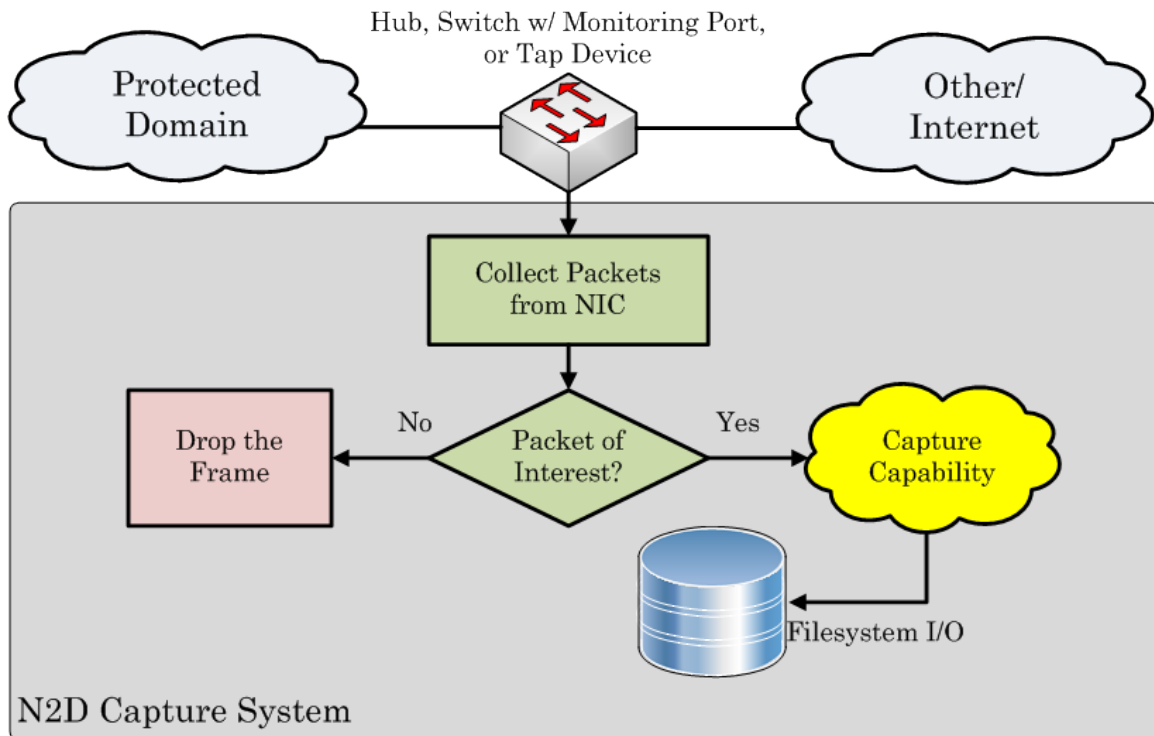 Hub, Switch w/ Monitoring Port,
or Tap Device
Protected
Domain
Other/
Internet
Collect Packets
from NIC
Drop the
Frame
No
Packet of
Interest?
Yes
Capture
Capability
Filesystem I/O
N2D Capture System